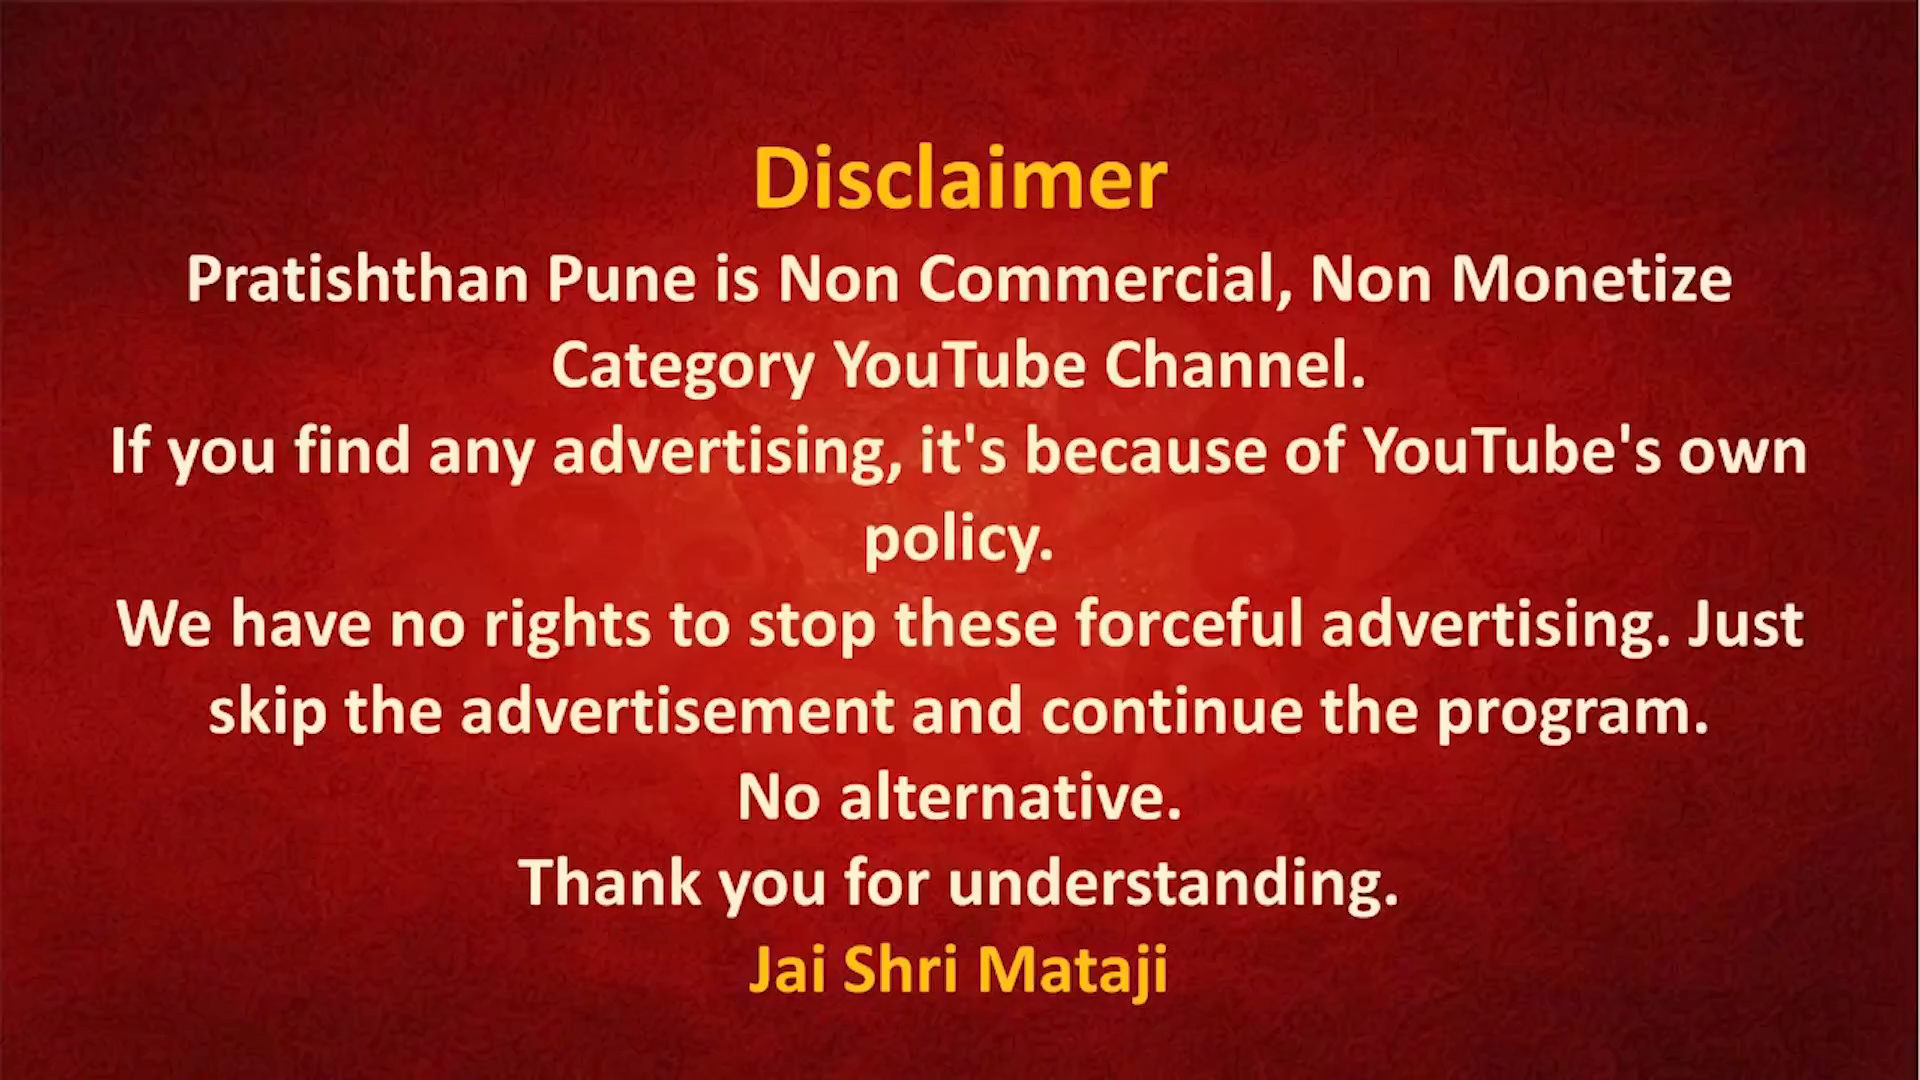 Disclaimer
Pratishthan Pune is Non Commercial, Non Monetize
Category YouTube Channel.
If you find any advertising, it's because of YouTube's own
policy.
We have no rights to stop these forceful advertising. Just
skip the advertisement and continue the program.
No alternative.
Thank you for understanding.
Jai Shri Mataji